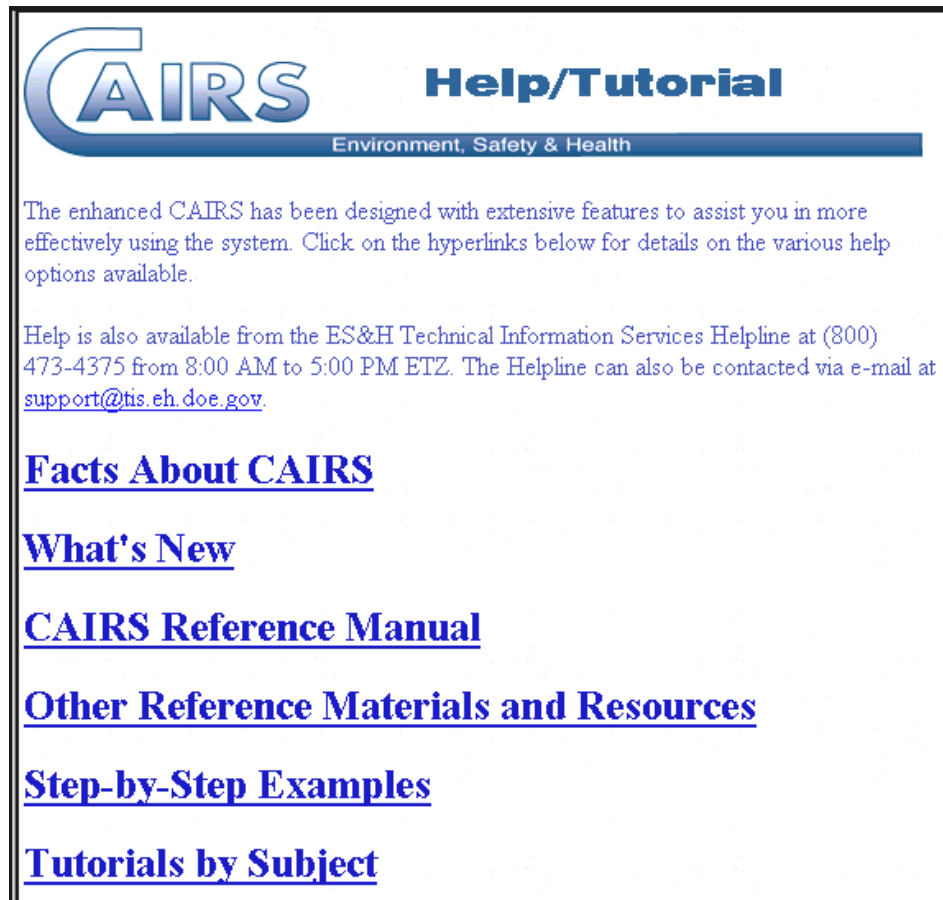 CAIRS Help/Tutorial
Environment, Safety & Health
The enhanced CAIRS has been designed with extensive features to assist you in more
effectively using the system. Click on the hyperlinks below for details on the various help
options available.
Help is also available from the ES&H Technical Information Services Helpline at (800)
473-4375 from 8:00 AM to 5:00 PM ETZ. The Helpline can also be contacted via e-mail at
support@tis.eh.doe.gov.
Facts About CAIRS
What's New
CAIRS Reference Manual
Other Reference Materials and Resources
Step-by-Step Examples
Tutorials by Subject